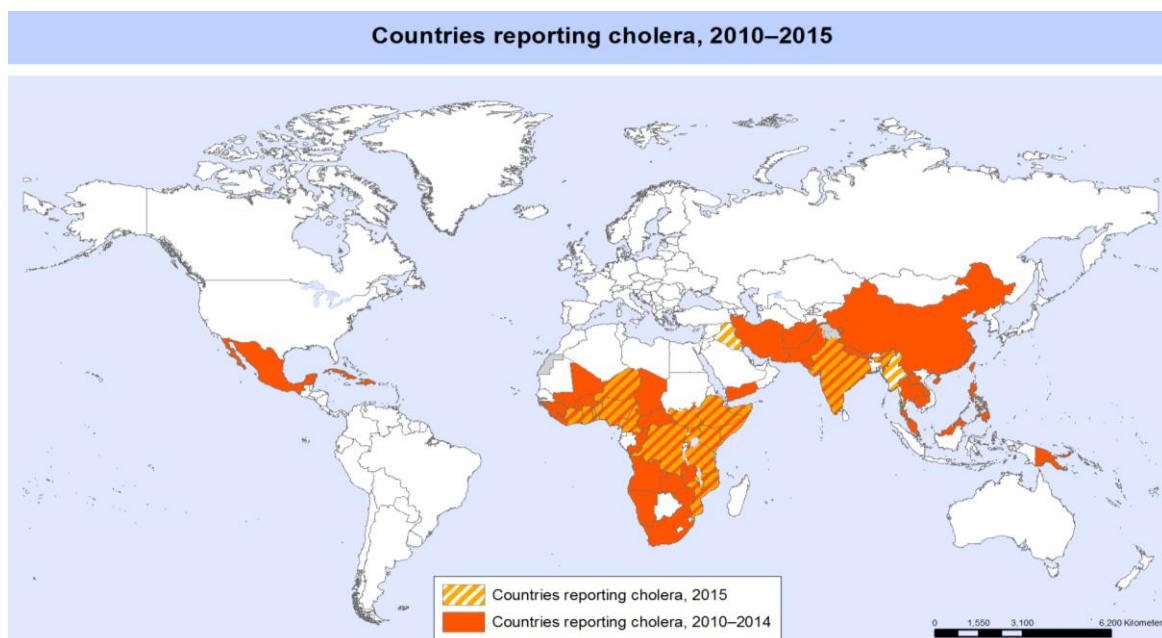 Countries reporting cholera, 2010–2015
Countries reporting cholera, 2015
Countries reporting cholera, 2010–2014
0 1,550 3,100 6,200 Kilometer